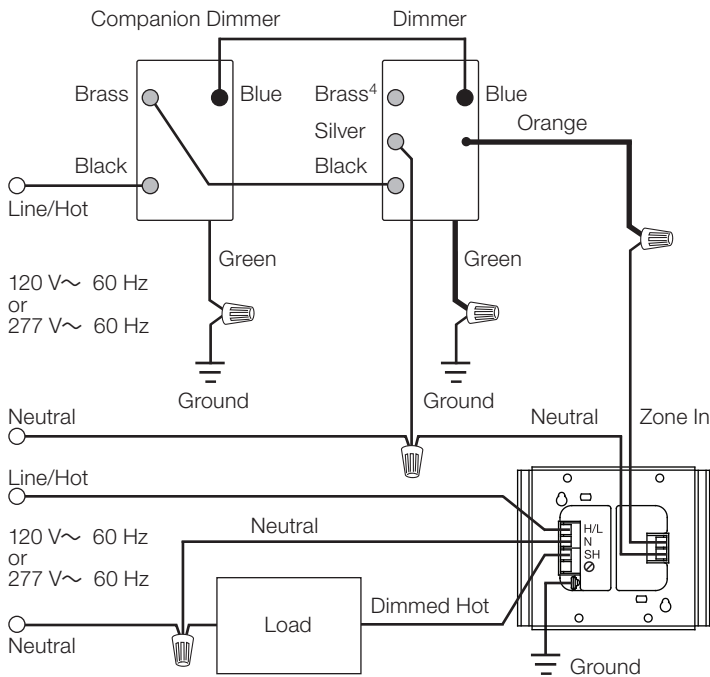 Companion Dimmer
Dimmer
Brass
Blue
Brass⁴
Blue
Silver
Orange
Black
Black
Line/Hot
Green
Green
120 V～ 60 Hz
or
277 V～ 60 Hz
Ground
Ground
Neutral
Neutral
Zone In
Line/Hot
Neutral
H/L
N
SH
120 V～ 60 Hz
or
277 V～ 60 Hz
Dimmed Hot
Load
Neutral
Ground